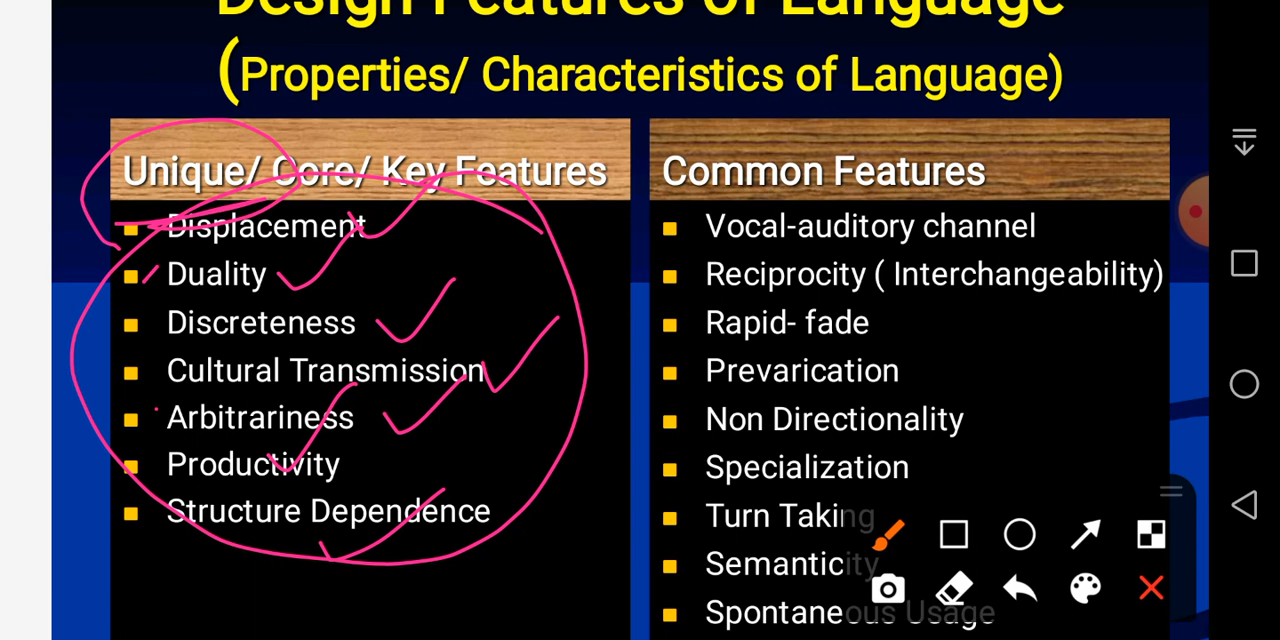 Design Features of Language
(Properties/ Characteristics of Language)
Unique/ Core/ Key Features
Displacement
Duality
Discreteness
Cultural Transmission
Arbitrariness
Productivity
Structure Dependence
Common Features
Vocal-auditory channel
Reciprocity ( Interchangeability)
Rapid- fade
Prevarication
Non Directionality
Specialization
Turn Taking
Semanticity
Spontaneous Usage